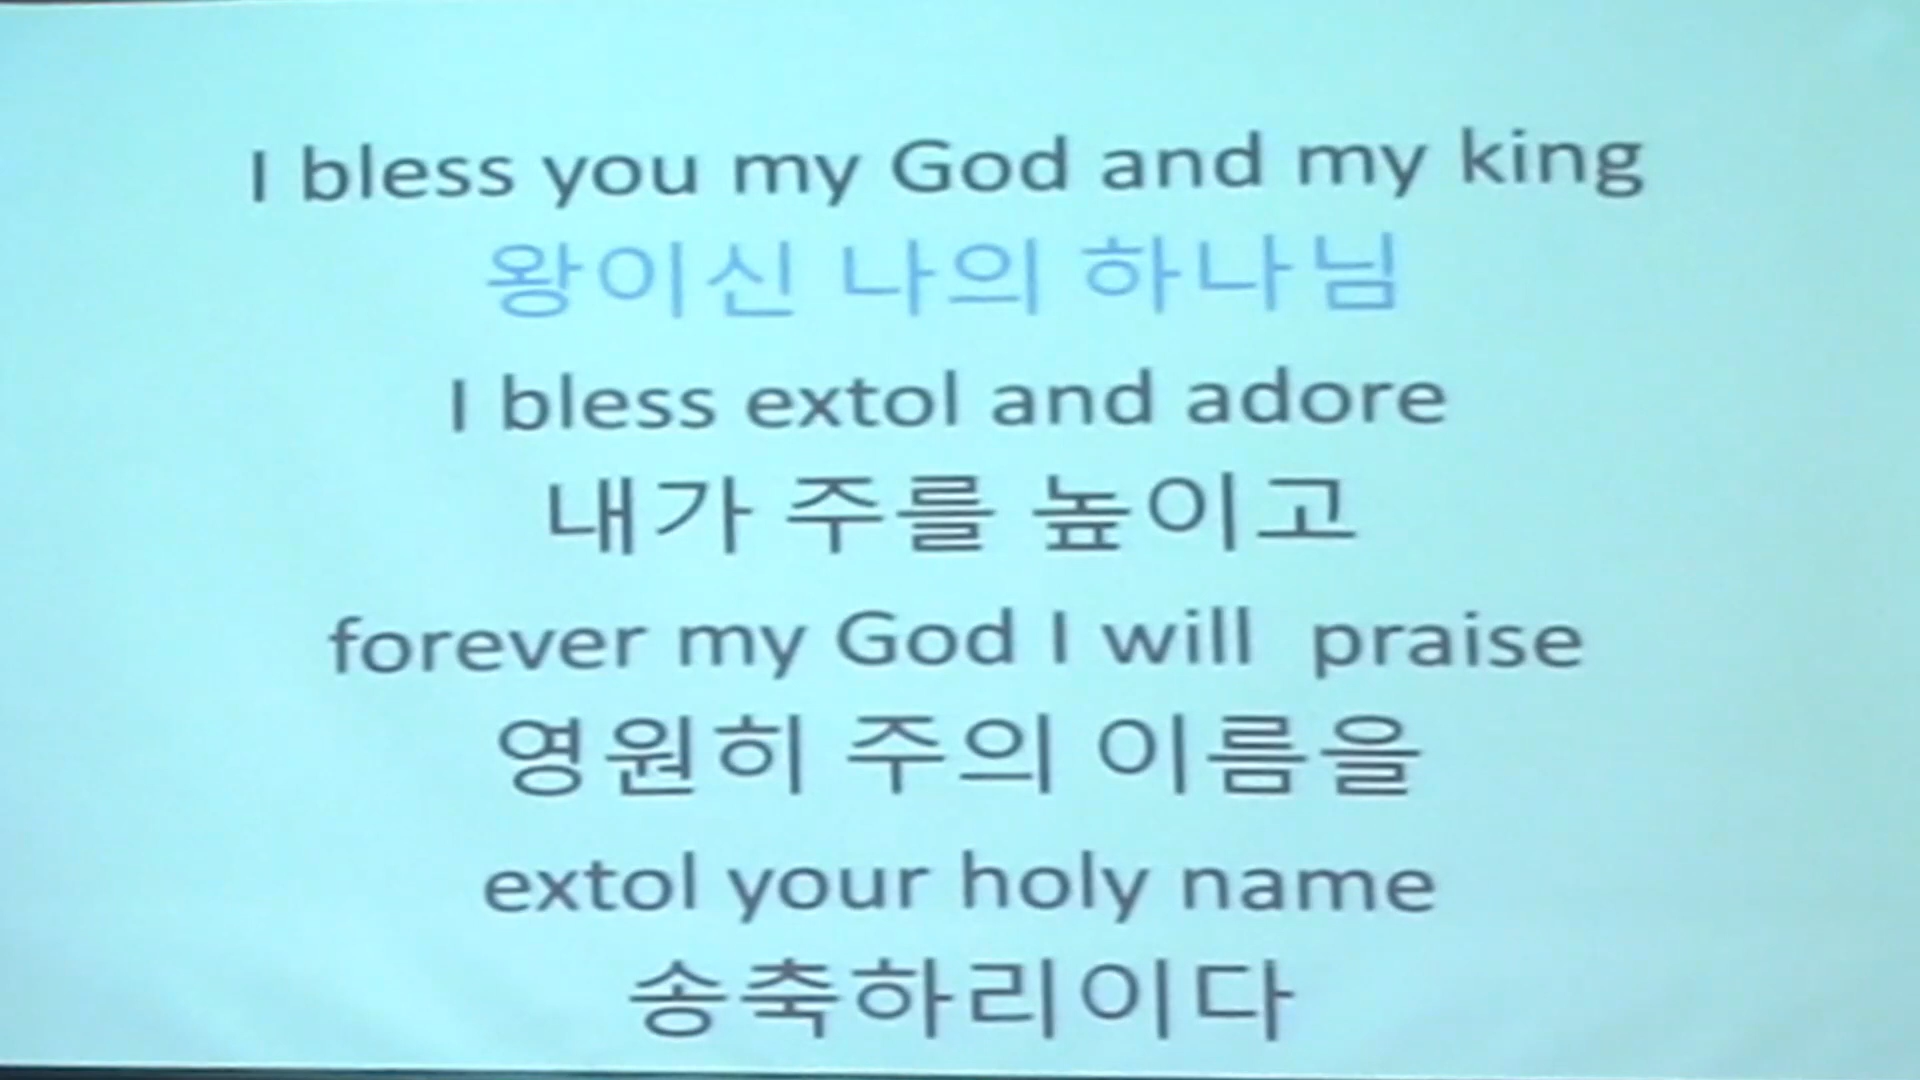 I bless you my God and my king
왕이신 나의 하나님
I bless extol and adore
내가 주를 높이고
forever my God I will praise
영원히 주의 이름을
extol your holy name
송축하리이다